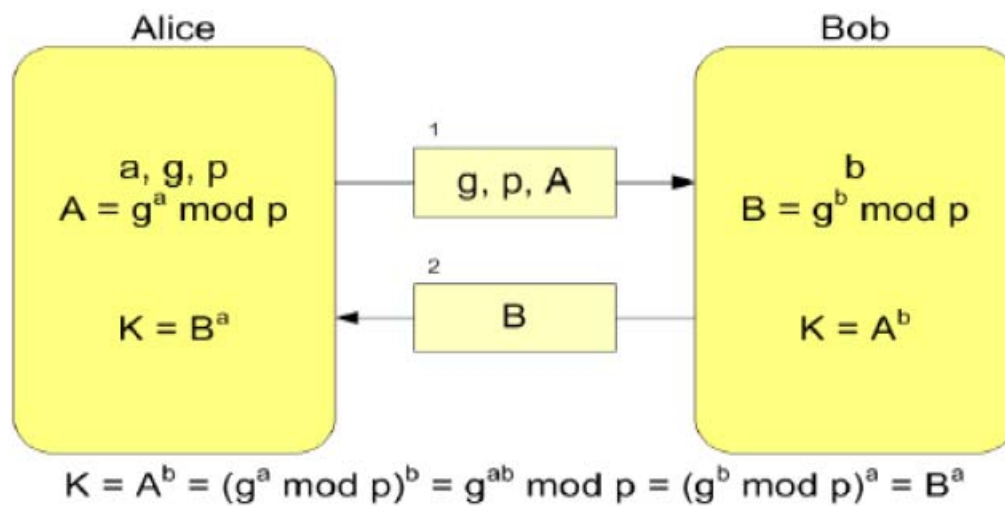 Alice
Bob
a, g, p
A = g^a mod p
K = B^a
1
g, p, A
2
B
b
B = g^b mod p
K = A^b
K = A^b = (g^a mod p)^b = g^ab mod p = (g^b mod p)^a = B^a